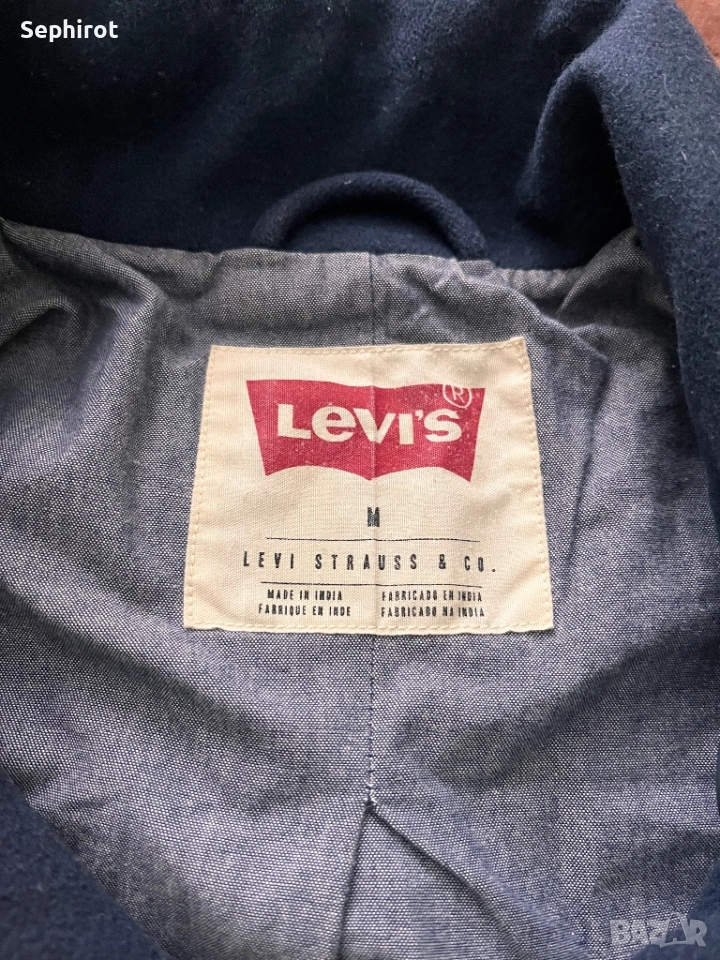 Sephirot
LEVI'S®
M
LEVI STRAUSS & CO.
MADE IN INDIA FABRICADO EN INDIA
FABRIQUE EN INDE FABRICADO NA INDIA
BAZAR